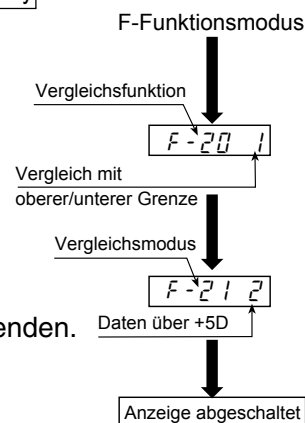 y
F-Funktionsmodus
Vergleichsfunktion
F-20 1
Vergleich mit
oberer/unterer Grenze
Vergleichsmodus
F-21 2
enden.
Daten über +5D
Anzeige abgeschaltet